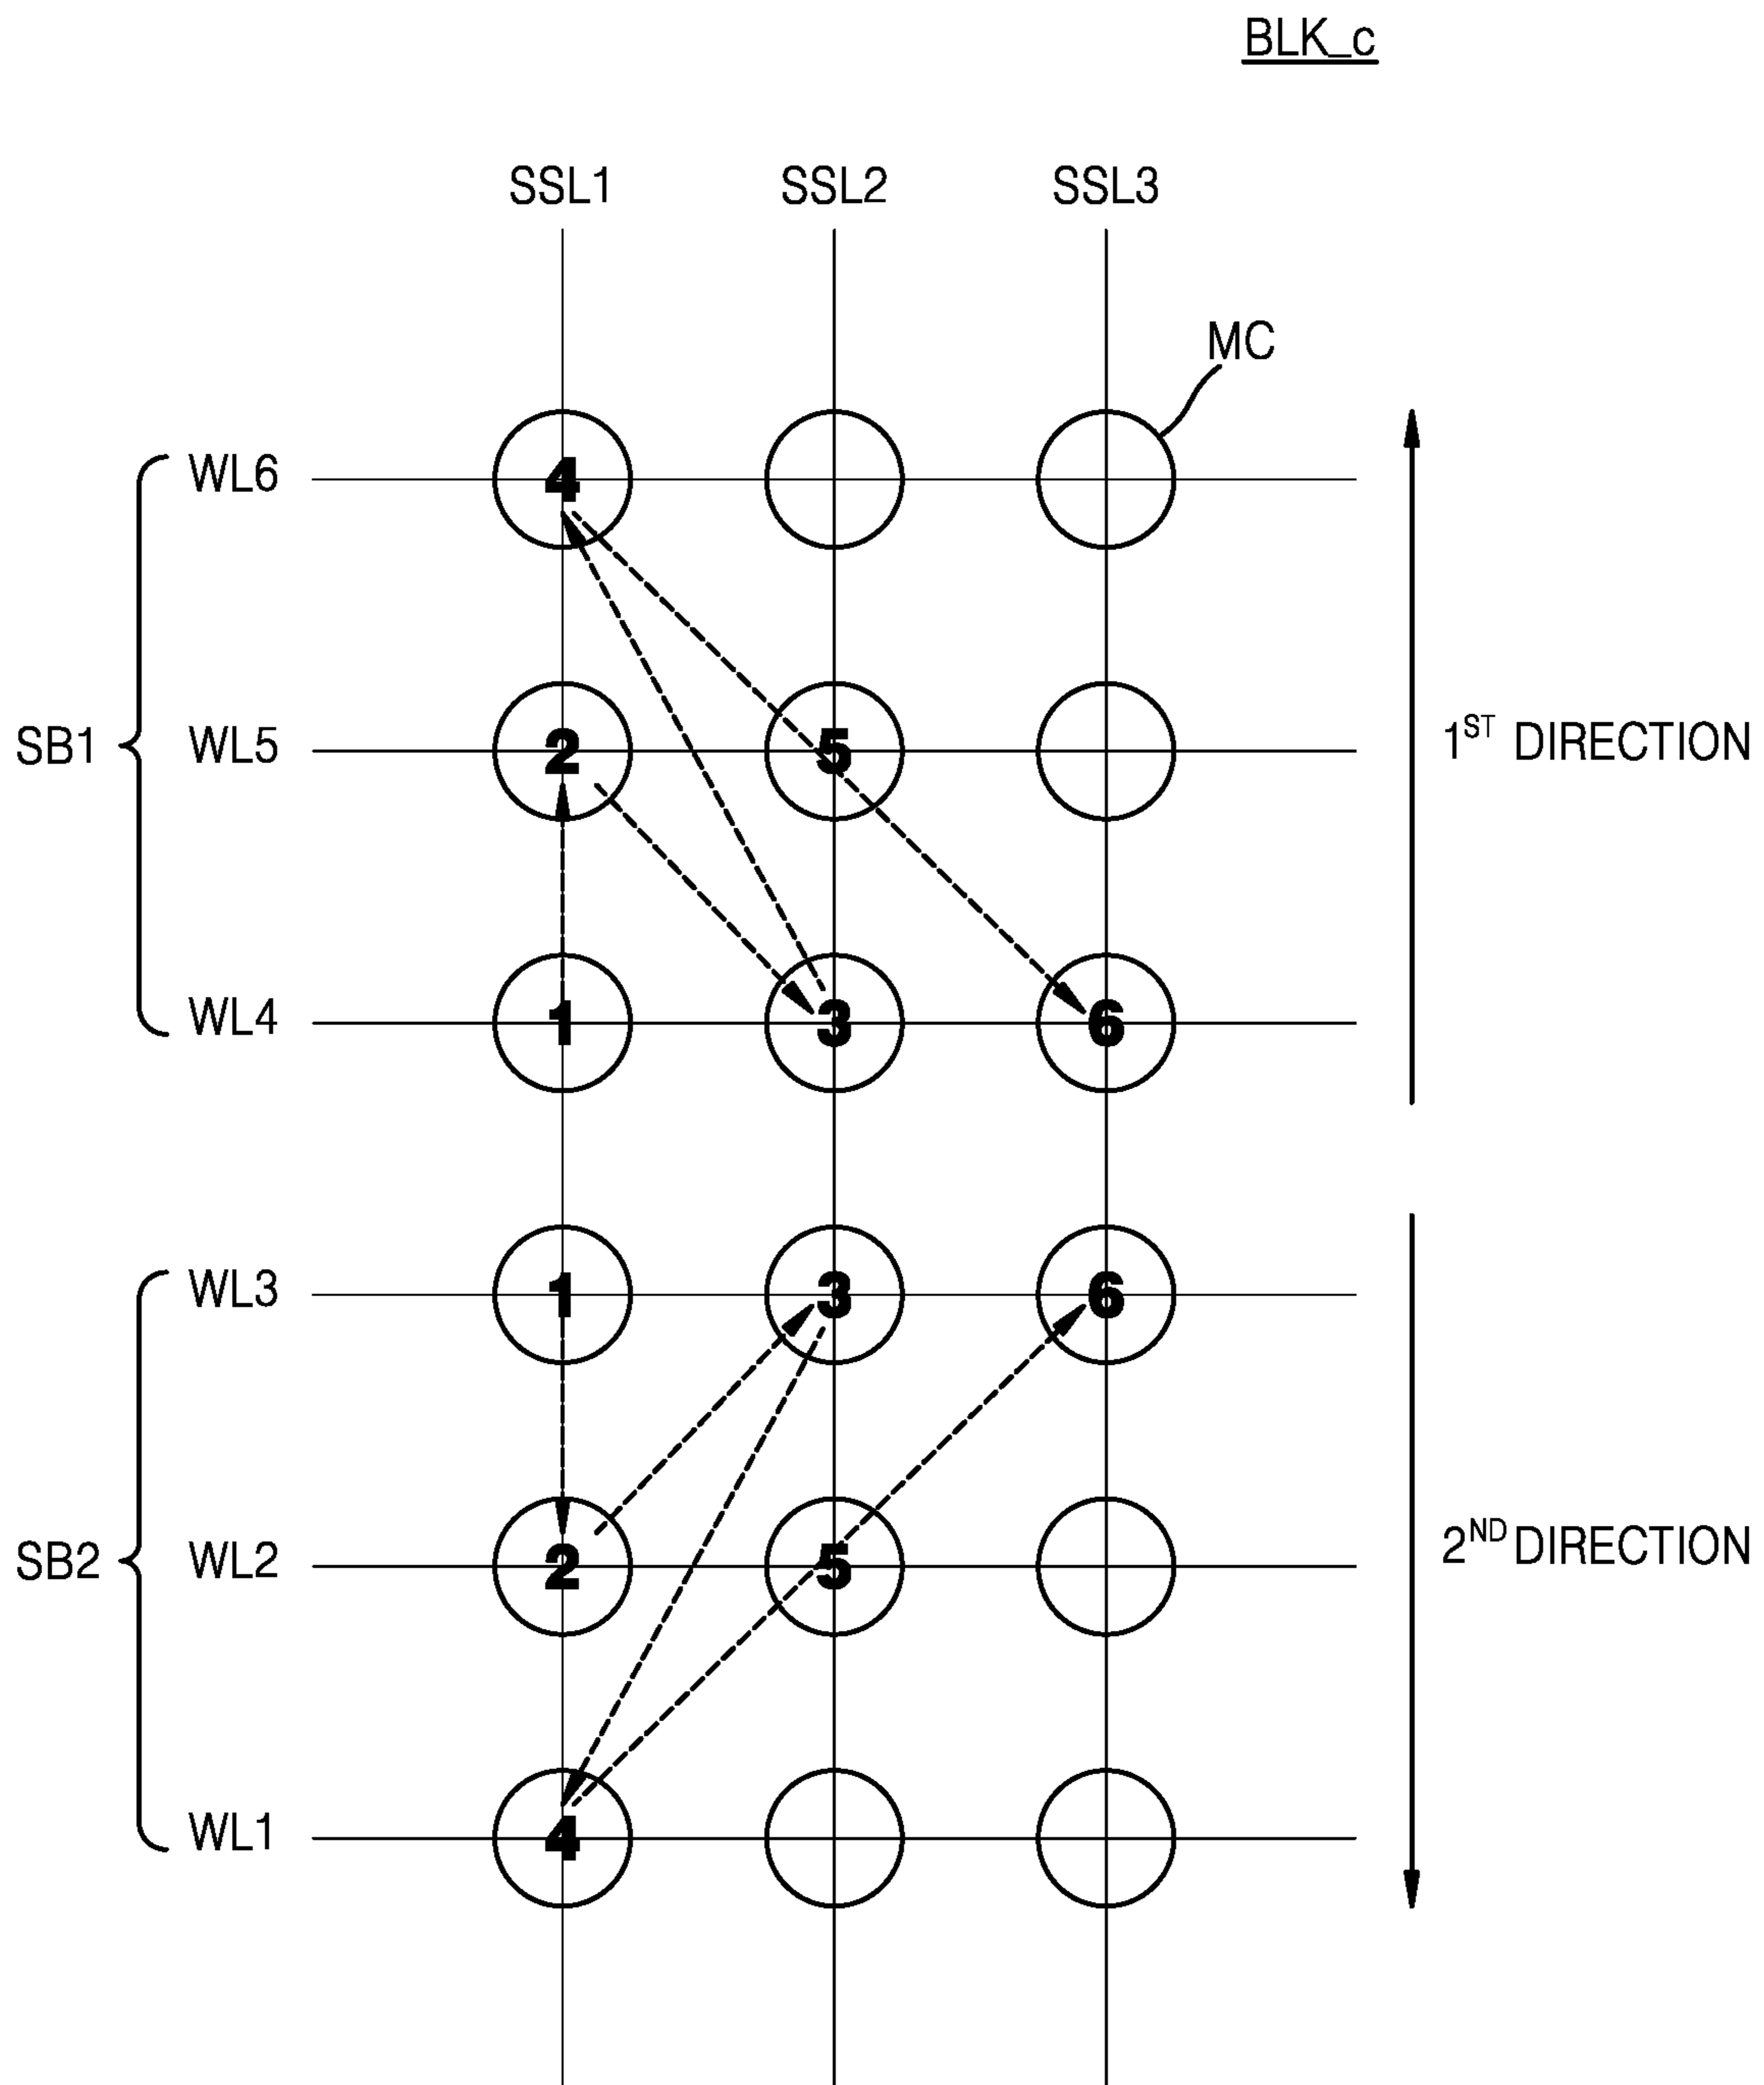 BLK_c
SSL1 SSL2 SSL3
MC
WL6 4
SB1 WL5 2 5 1ST DIRECTION
WL4 1 3 6
WL3 1 3 6
SB2 WL2 2 5 2ND DIRECTION
WL1 4